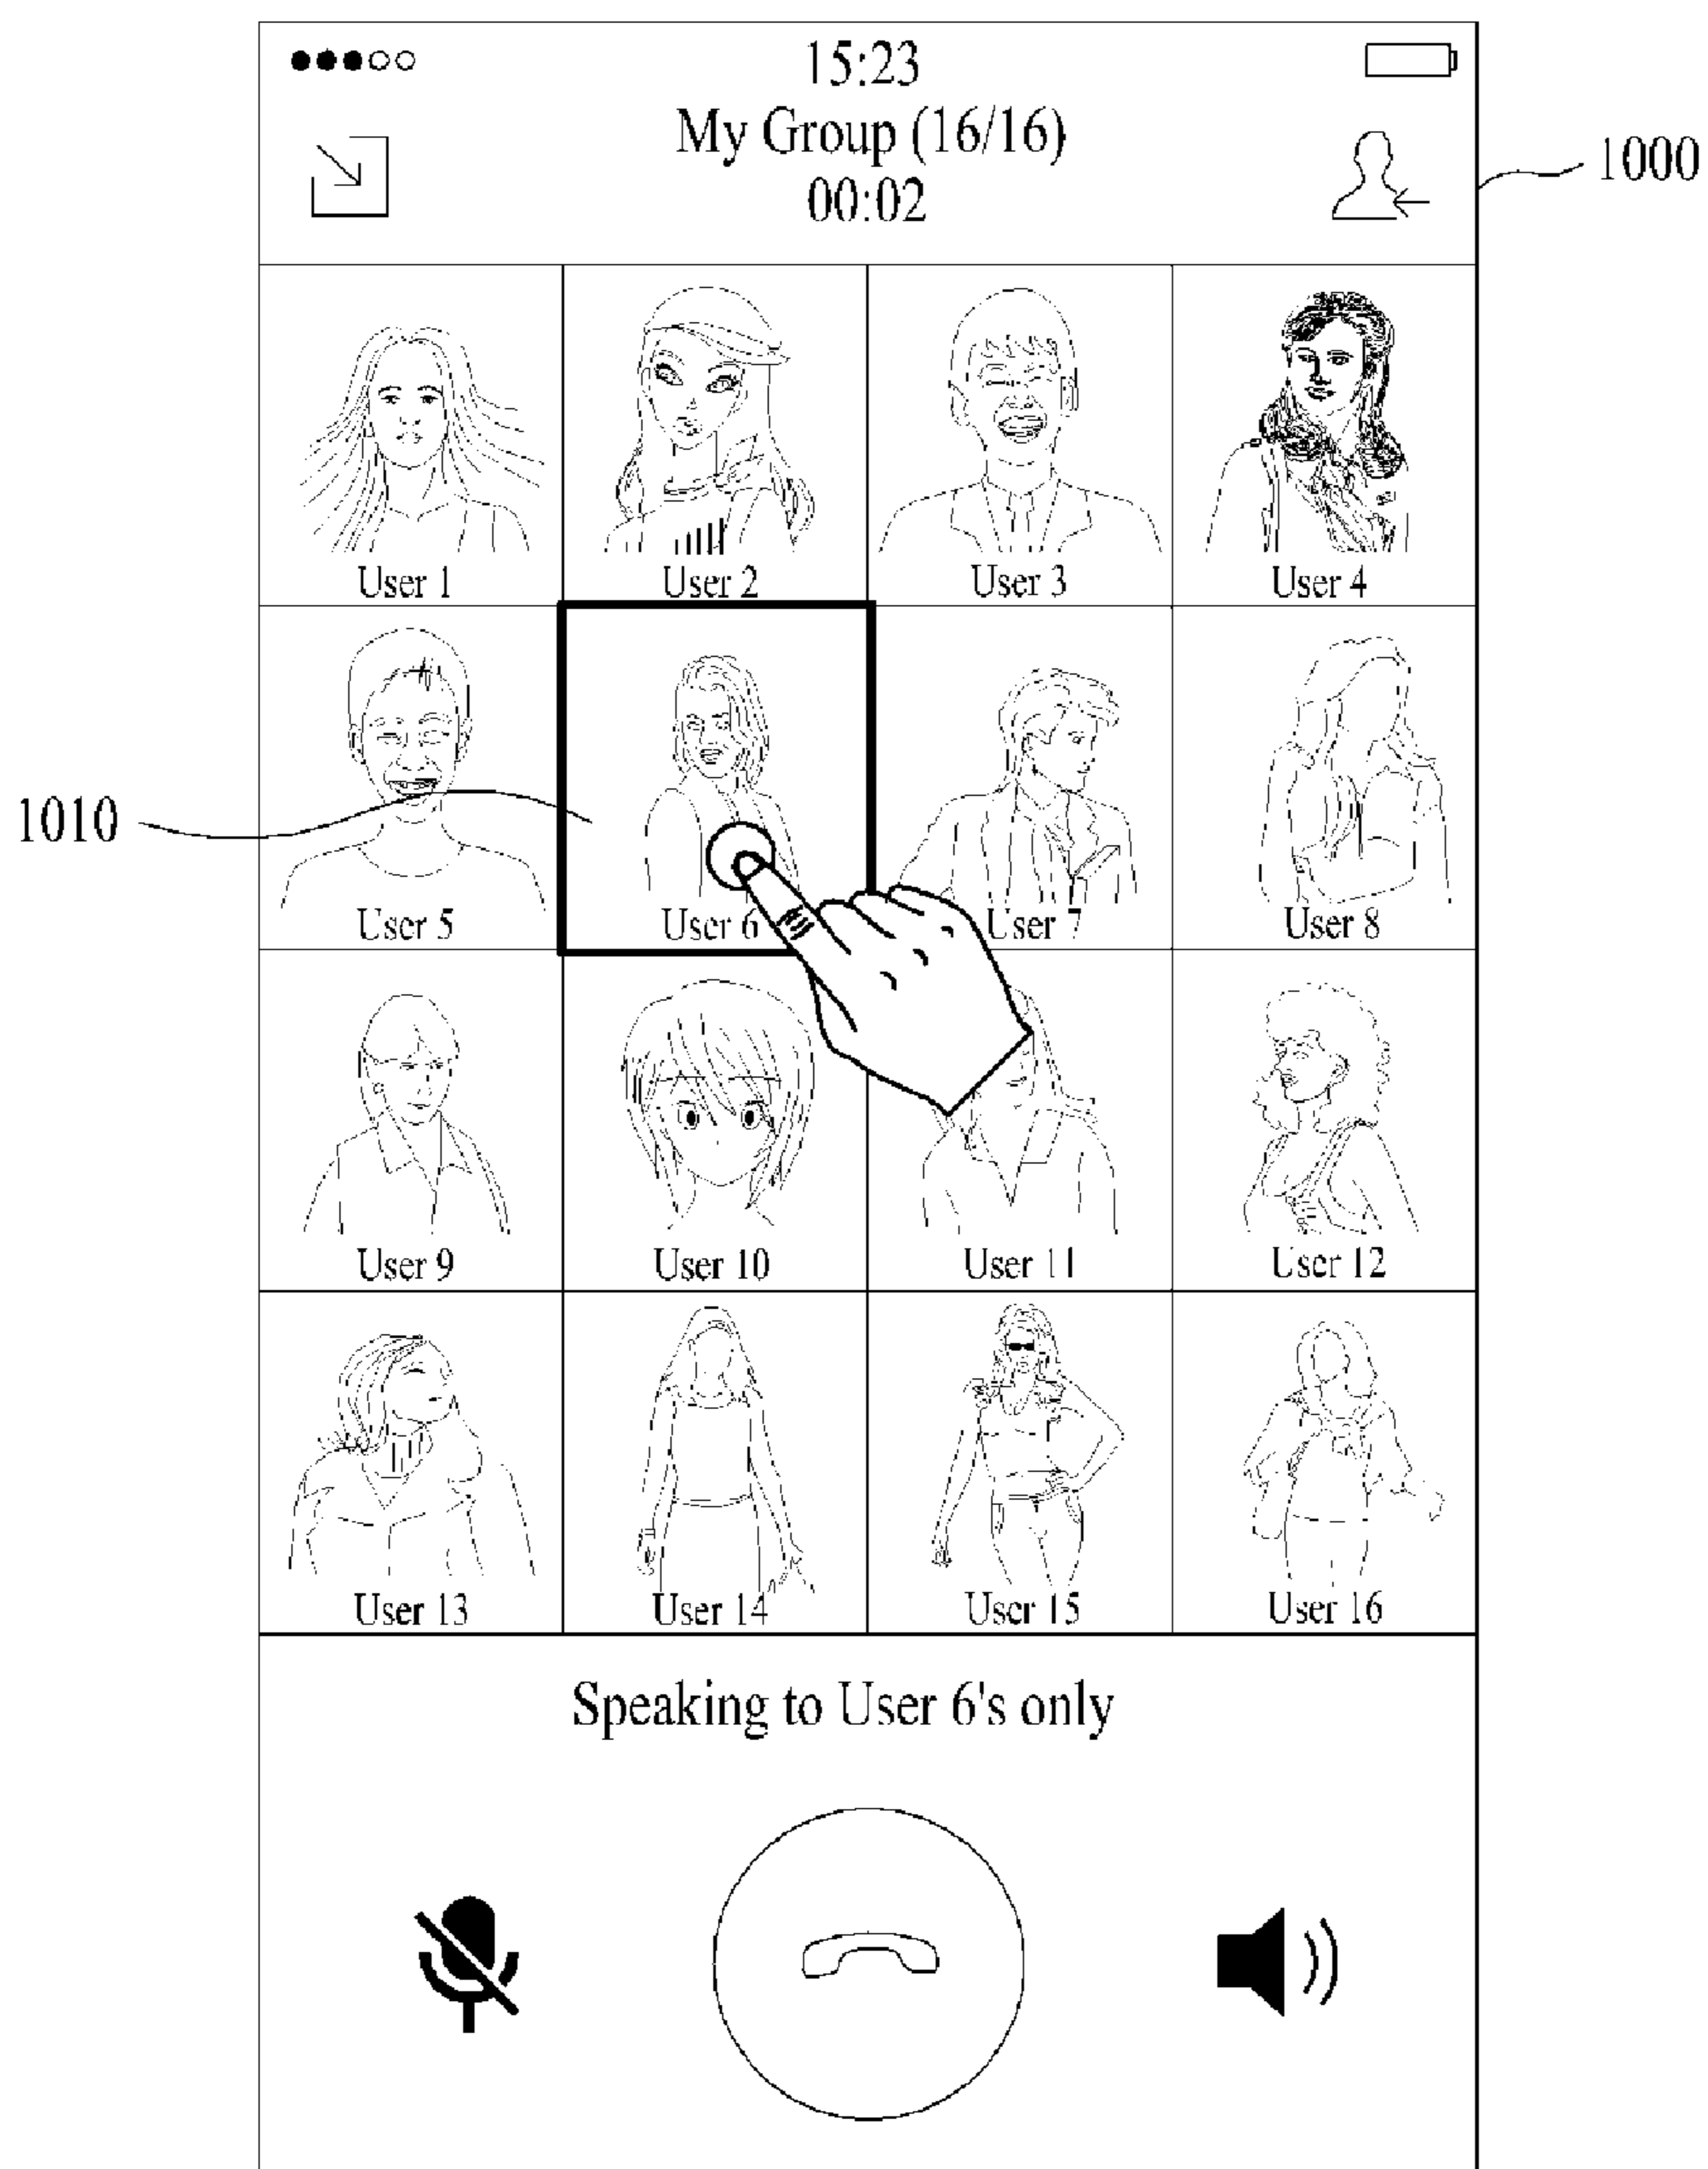 15:23
My Group (16/16)
00:02
1000
User 1
User 2
User 3
User 4
1010
User 5
User 6
User 7
User 8
User 9
User 10
User 11
User 12
User 13
User 14
User 15
User 16
Speaking to User 6's only